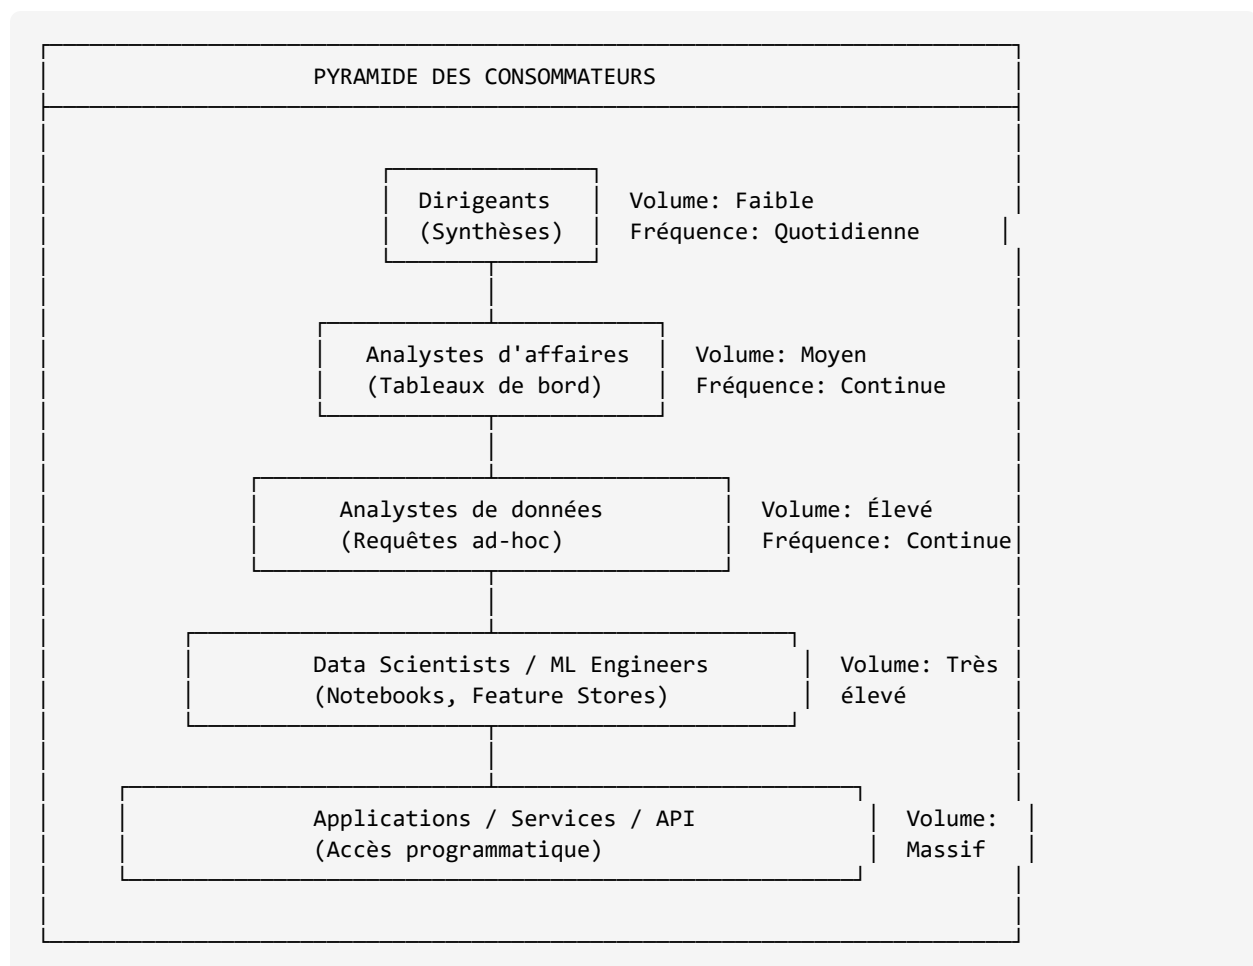 PYRAMIDE DES CONSOMMATEURS
Dirigeants Volume: Faible
(Synthèses) Fréquence: Quotidienne
Analystes d'affaires Volume: Moyen
(Tableaux de bord) Fréquence: Continue
Analystes de données Volume: Élevé
(Requêtes ad-hoc) Fréquence: Continue
Data Scientists / ML Engineers Volume: Très
(Notebooks, Feature Stores) élevé
Applications / Services / API Volume:
(Accès programmatique) Massif